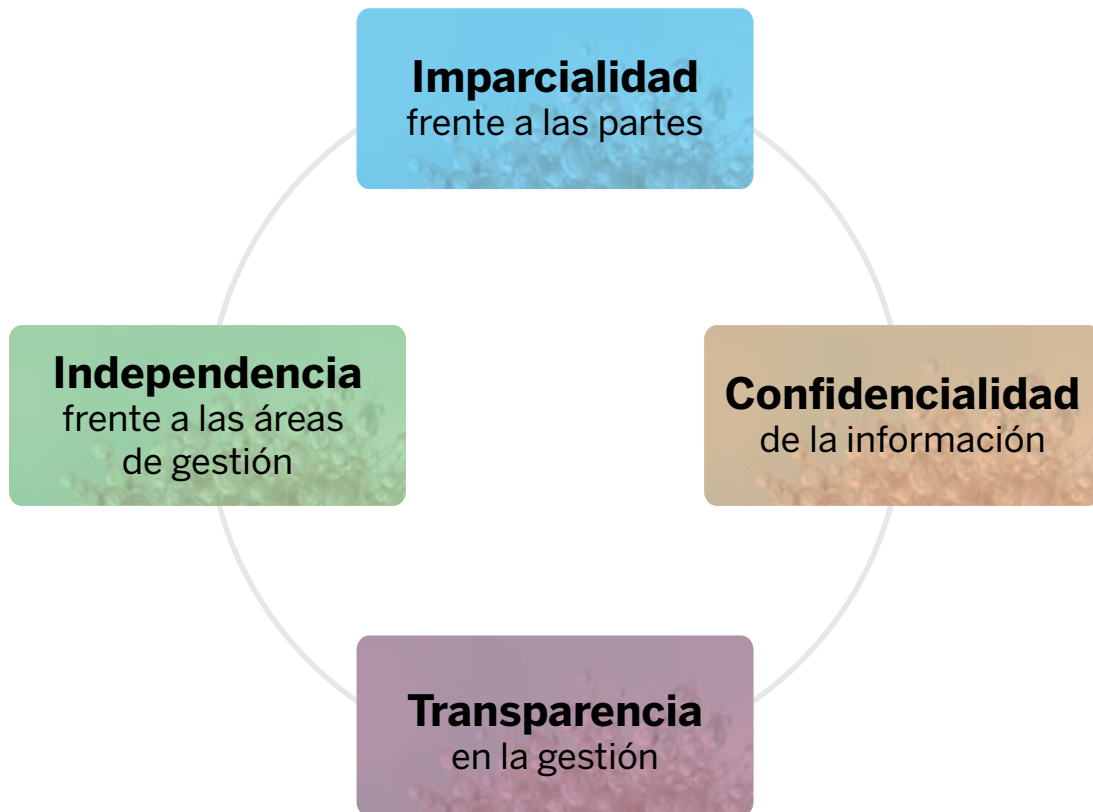 Imparcialidad
frente a las partes
Independencia
frente a las áreas
de gestión
Confidencialidad
de la información
Transparencia
en la gestión